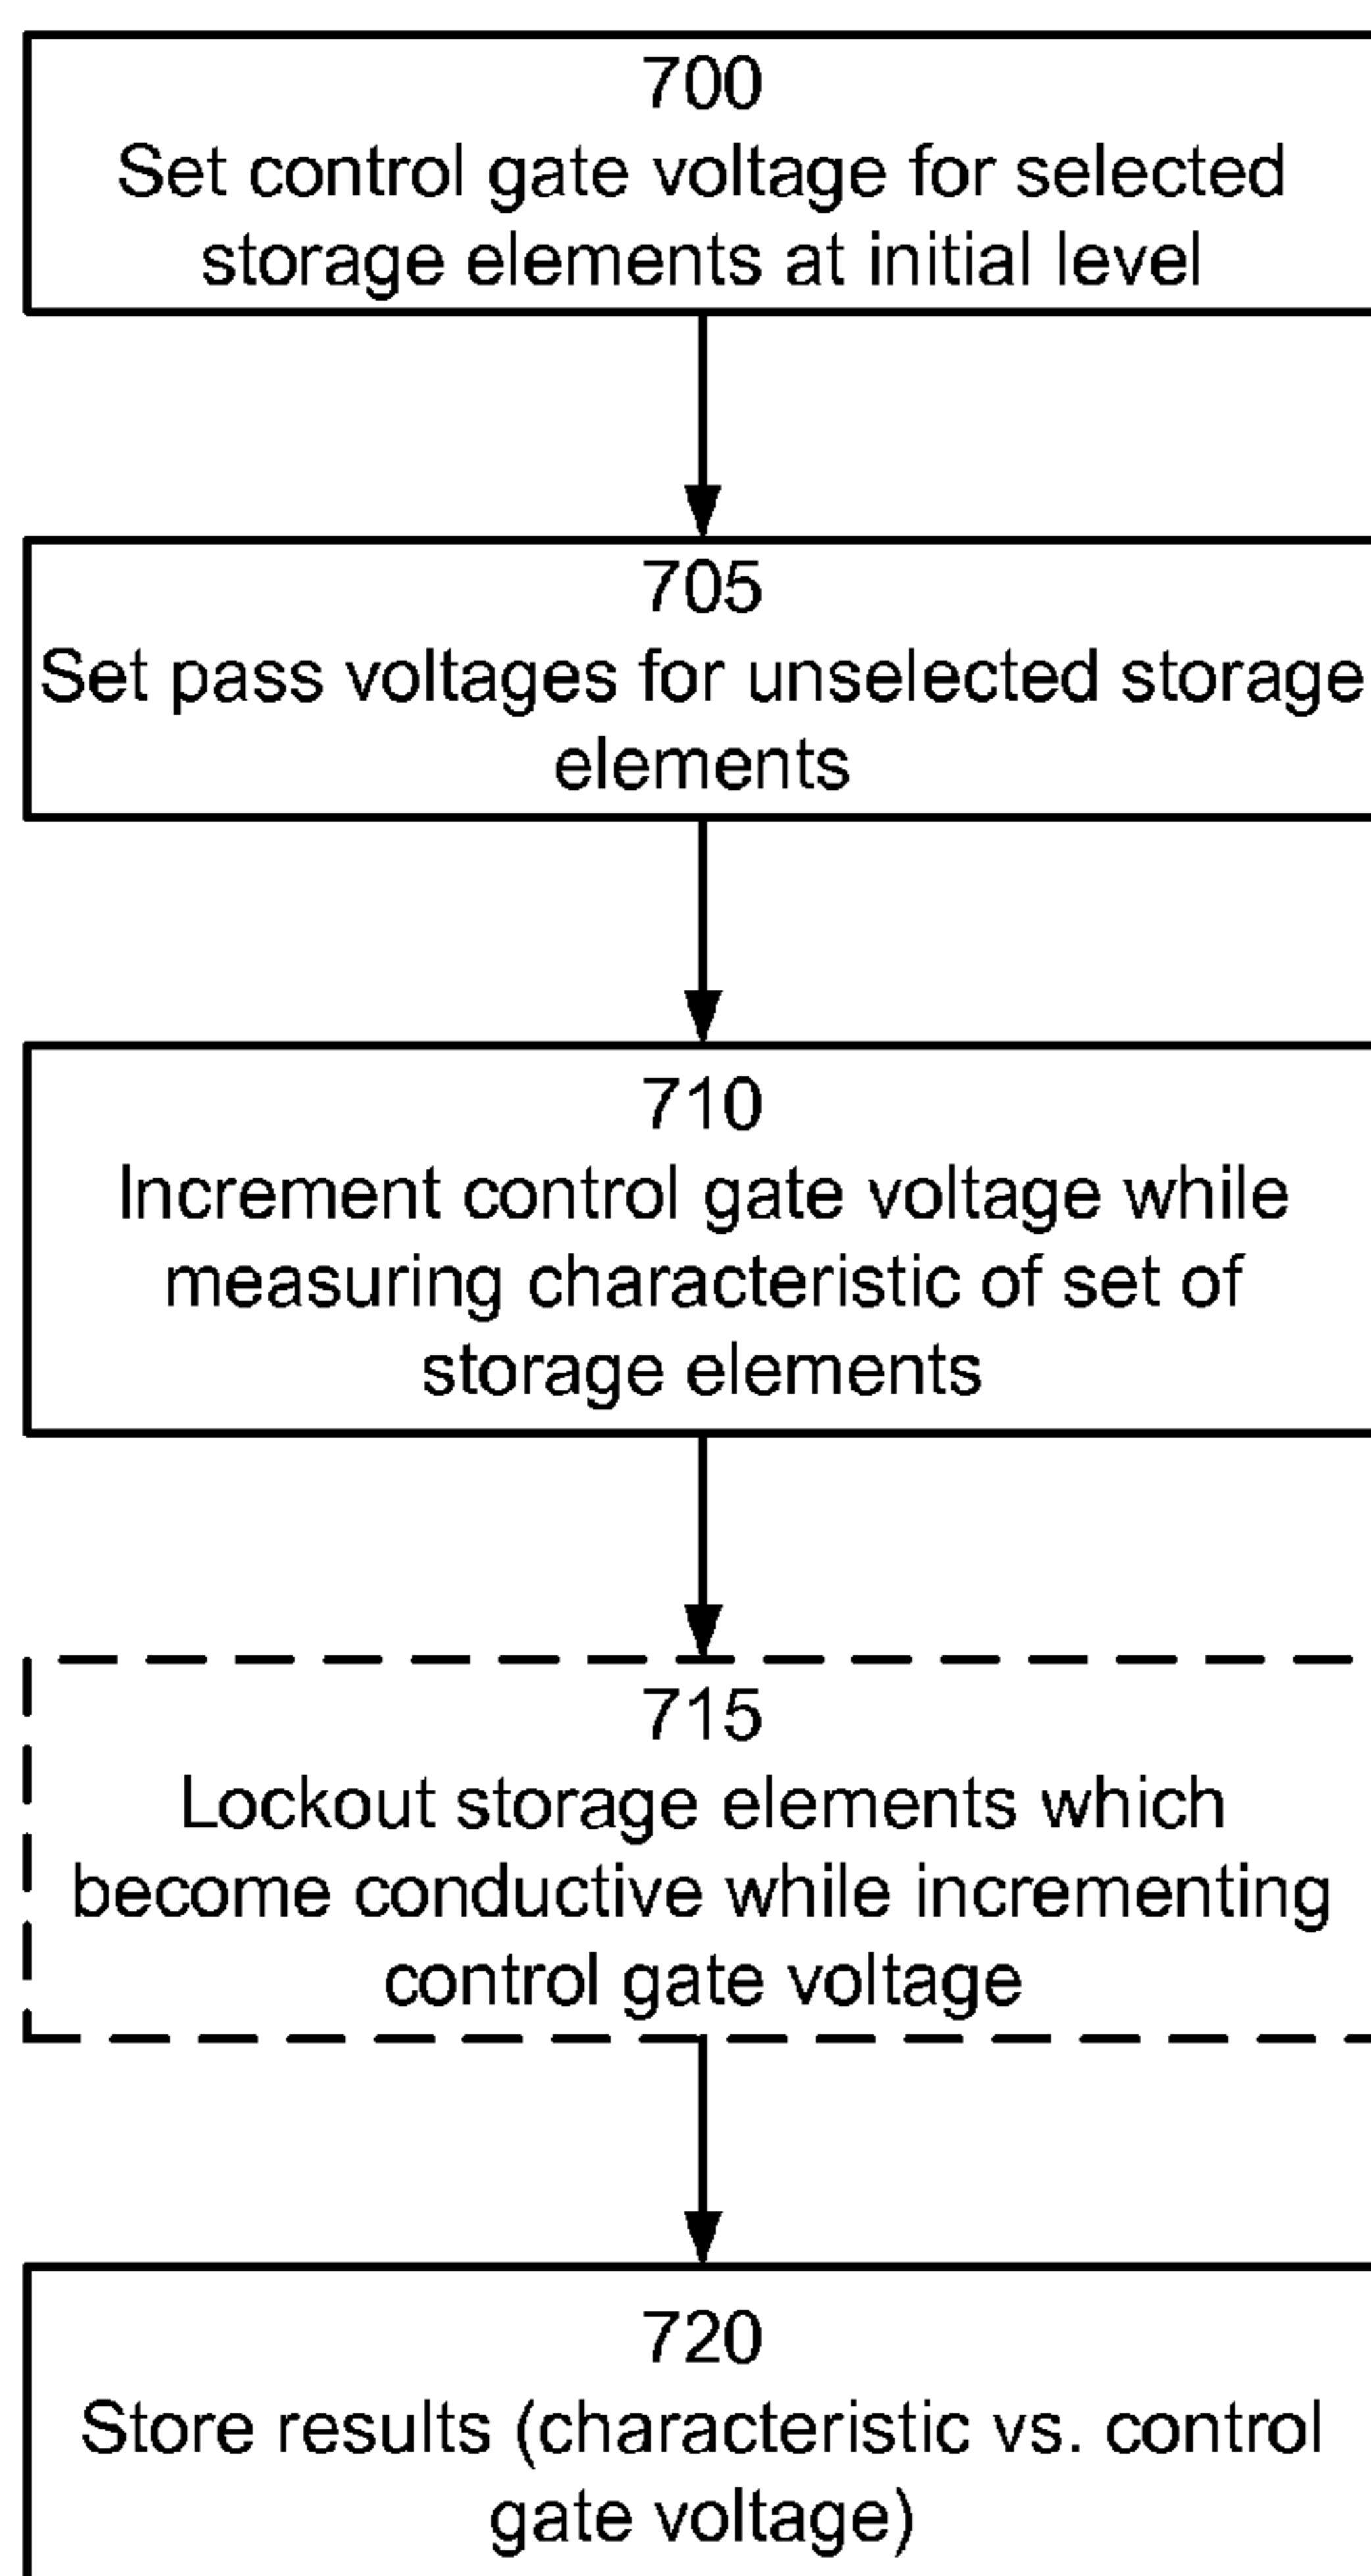 700
Set control gate voltage for selected
storage elements at initial level
705
Set pass voltages for unselected storage
elements
710
Increment control gate voltage while
measuring characteristic of set of
storage elements
715
Lockout storage elements which
become conductive while incrementing
control gate voltage
720
Store results (characteristic vs. control
gate voltage)